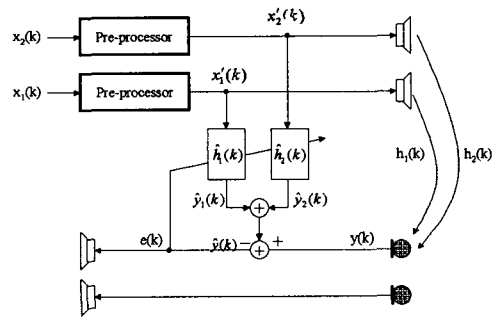 x₂'(k)
x₂(k) Pre-processor
x₁'(k)
x₁(k) Pre-processor
ĥ₁(k) ĥ₂(k)
h₁(k) h₂(k)
ŷ₁(k) + ŷ₂(k)
e(k) ŷ(k) − + + y(k)